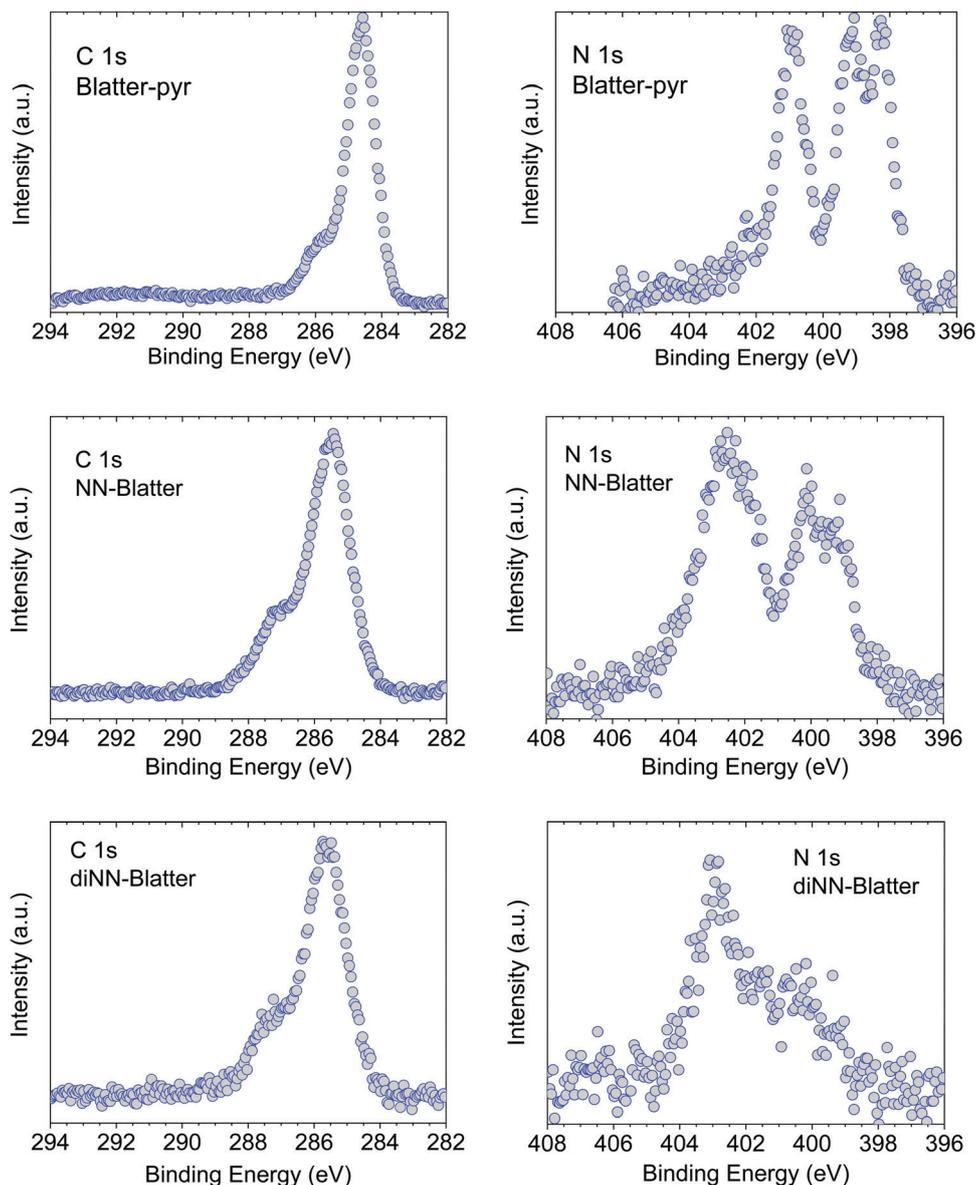 C 1s
Blatter-pyr
Intensity (a.u.)
294 292 290 288 286 284 282
Binding Energy (eV)
N 1s
Blatter-pyr
Intensity (a.u.)
408 406 404 402 400 398 396
Binding Energy (eV)
C 1s
NN-Blatter
Intensity (a.u.)
294 292 290 288 286 284 282
Binding Energy (eV)
N 1s
NN-Blatter
Intensity (a.u.)
408 406 404 402 400 398 396
Binding Energy (eV)
C 1s
diNN-Blatter
Intensity (a.u.)
294 292 290 288 286 284 282
Binding Energy (eV)
N 1s
diNN-Blatter
Intensity (a.u.)
408 406 404 402 400 398 396
Binding Energy (eV)